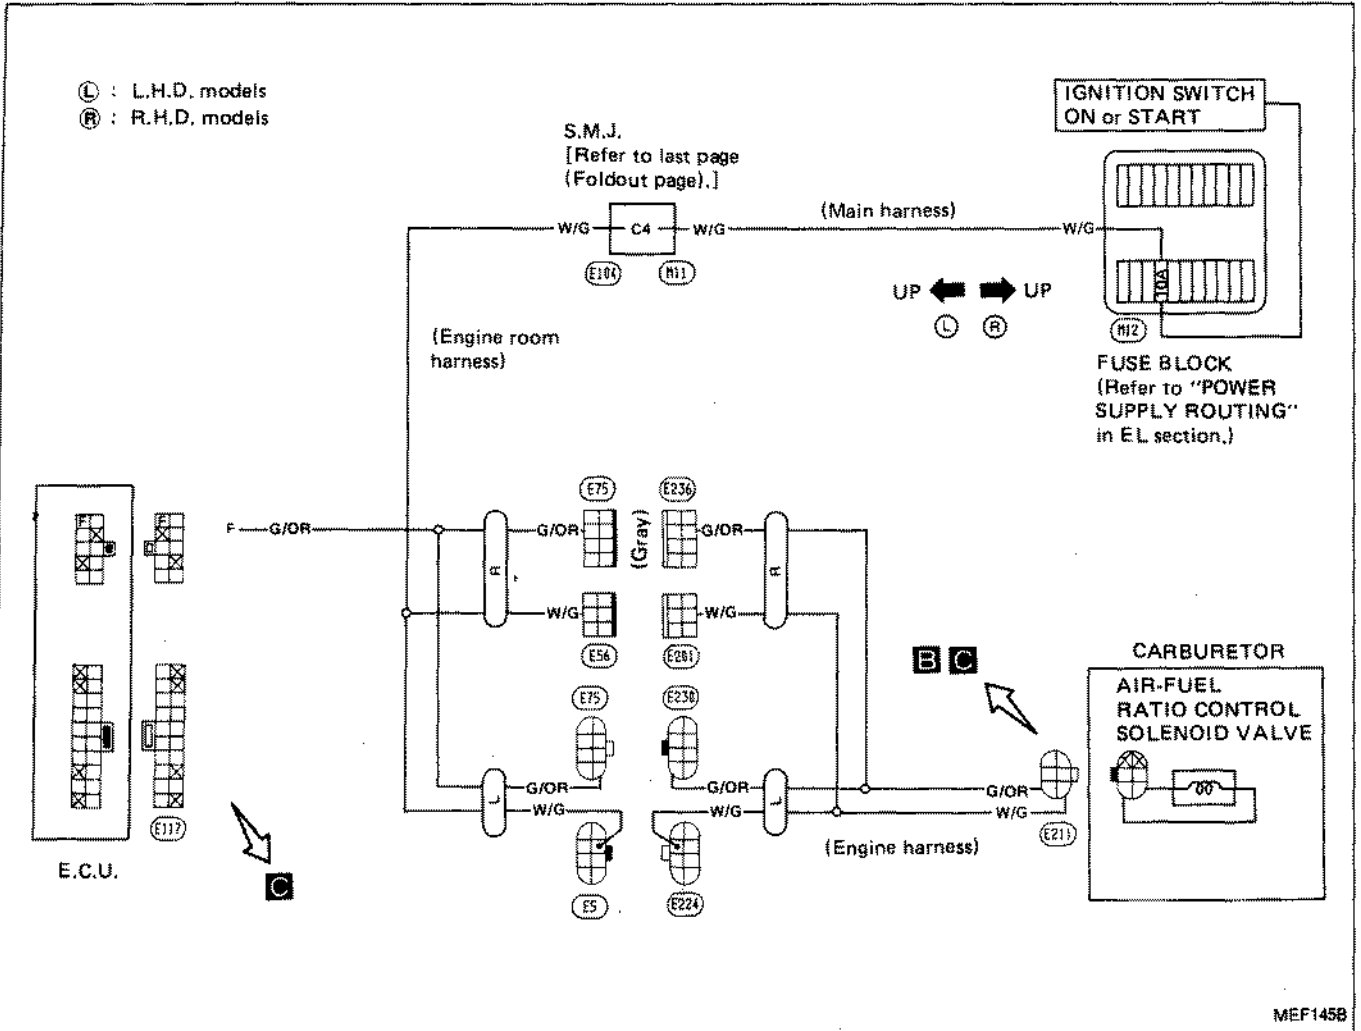 Ⓛ : L.H.D. models
Ⓡ : R.H.D. models
IGNITION SWITCH
ON or START
S.M.J.
[Refer to last page
(Foldout page).]
(Main harness)
W/G
C4
W/G
W/G
E104
M11
UP
UP
L
R
10A
M12
(Engine room
harness)
FUSE BLOCK
(Refer to "POWER
SUPPLY ROUTING"
in EL section.)
E75
E236
F
F
F
G/OR
R
G/OR
(Gray)
G/OR
R
W/G
W/G
E56
E201
B C
CARBURETOR
AIR-FUEL
RATIO CONTROL
SOLENOID VALVE
E75
E230
L
G/OR
G/OR
L
G/OR
W/G
W/G
W/G
E117
E211
(Engine harness)
E.C.U.
C
E5
E224
MEF145B